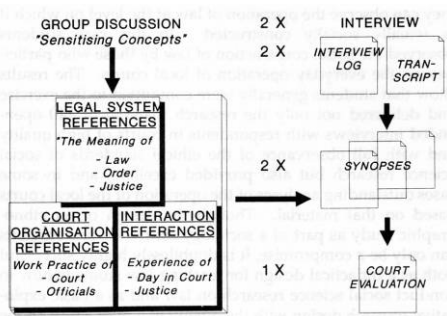 GROUP DISCUSSION
"Sensitising Concepts"
LEGAL SYSTEM
REFERENCES
"The Meaning of
- Law
- Order
- Justice
COURT
ORGANISATION
REFERENCES
Work Practice of
- Court
Officials
INTERACTION
REFERENCES
Experience of
- Day in Court
- Justice
2 X
INTERVIEW
2 X
INTERVIEW
LOG
TRAN-
SCRIPT
2 X
SYNOPSIS
1 X
COURT
EVALUATION